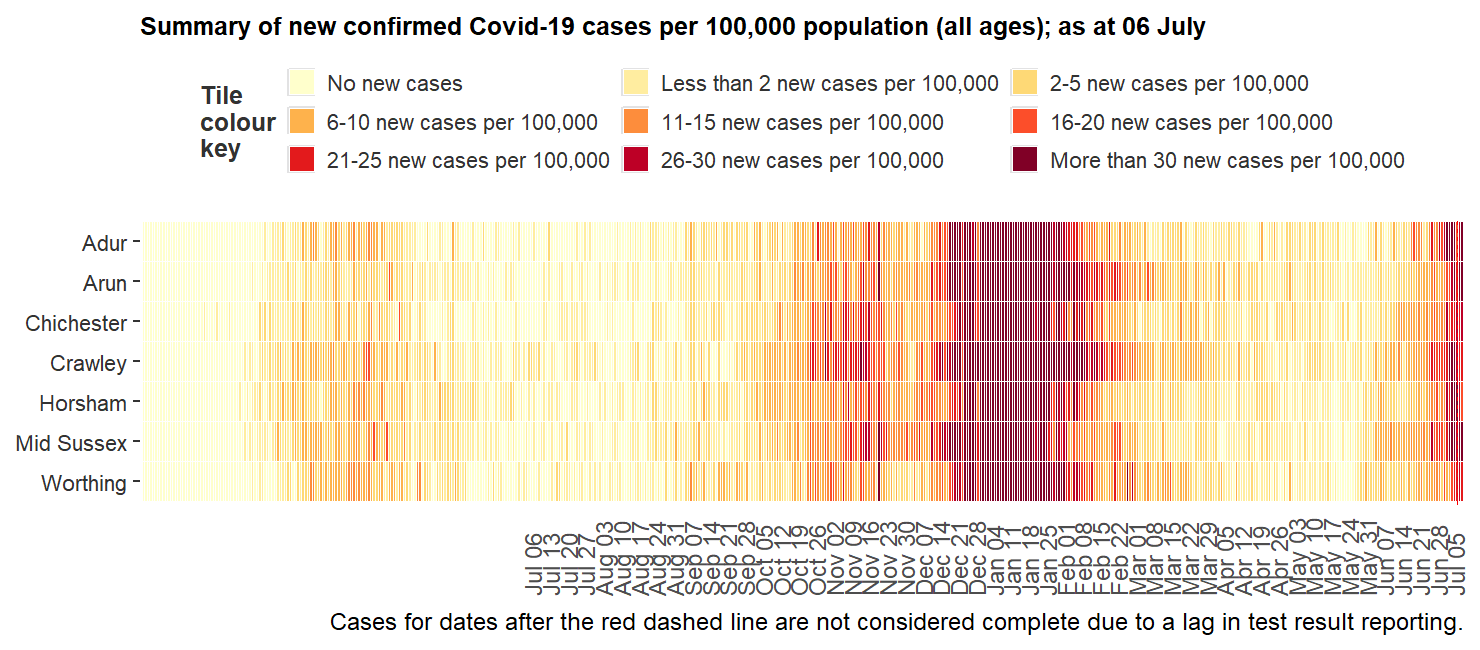 Summary of new confirmed Covid-19 cases per 100,000 population (all ages); as at 06 July
Tile
colour
key
No new cases
Less than 2 new cases per 100,000
2-5 new cases per 100,000
6-10 new cases per 100,000
11-15 new cases per 100,000
16-20 new cases per 100,000
21-25 new cases per 100,000
26-30 new cases per 100,000
More than 30 new cases per 100,000
Adur
Arun
Chichester
Crawley
Horsham
Mid Sussex
Worthing
Jul 06
Jul 13
Jul 20
Jul 27
Aug 03
Aug 10
Aug 17
Aug 24
Aug 31
Sep 07
Sep 14
Sep 21
Sep 28
Oct 05
Oct 12
Oct 19
Oct 26
Nov 02
Nov 09
Nov 16
Nov 23
Nov 30
Dec 07
Dec 14
Dec 21
Dec 28
Jan 04
Jan 11
Jan 18
Jan 25
Feb 01
Feb 08
Feb 15
Feb 22
Mar 01
Mar 08
Mar 15
Mar 22
Mar 29
Apr 05
Apr 12
Apr 19
Apr 26
May 03
May 10
May 17
May 24
May 31
Jun 07
Jun 14
Jun 21
Jun 28
Jul 05
Cases for dates after the red dashed line are not considered complete due to a lag in test result reporting.